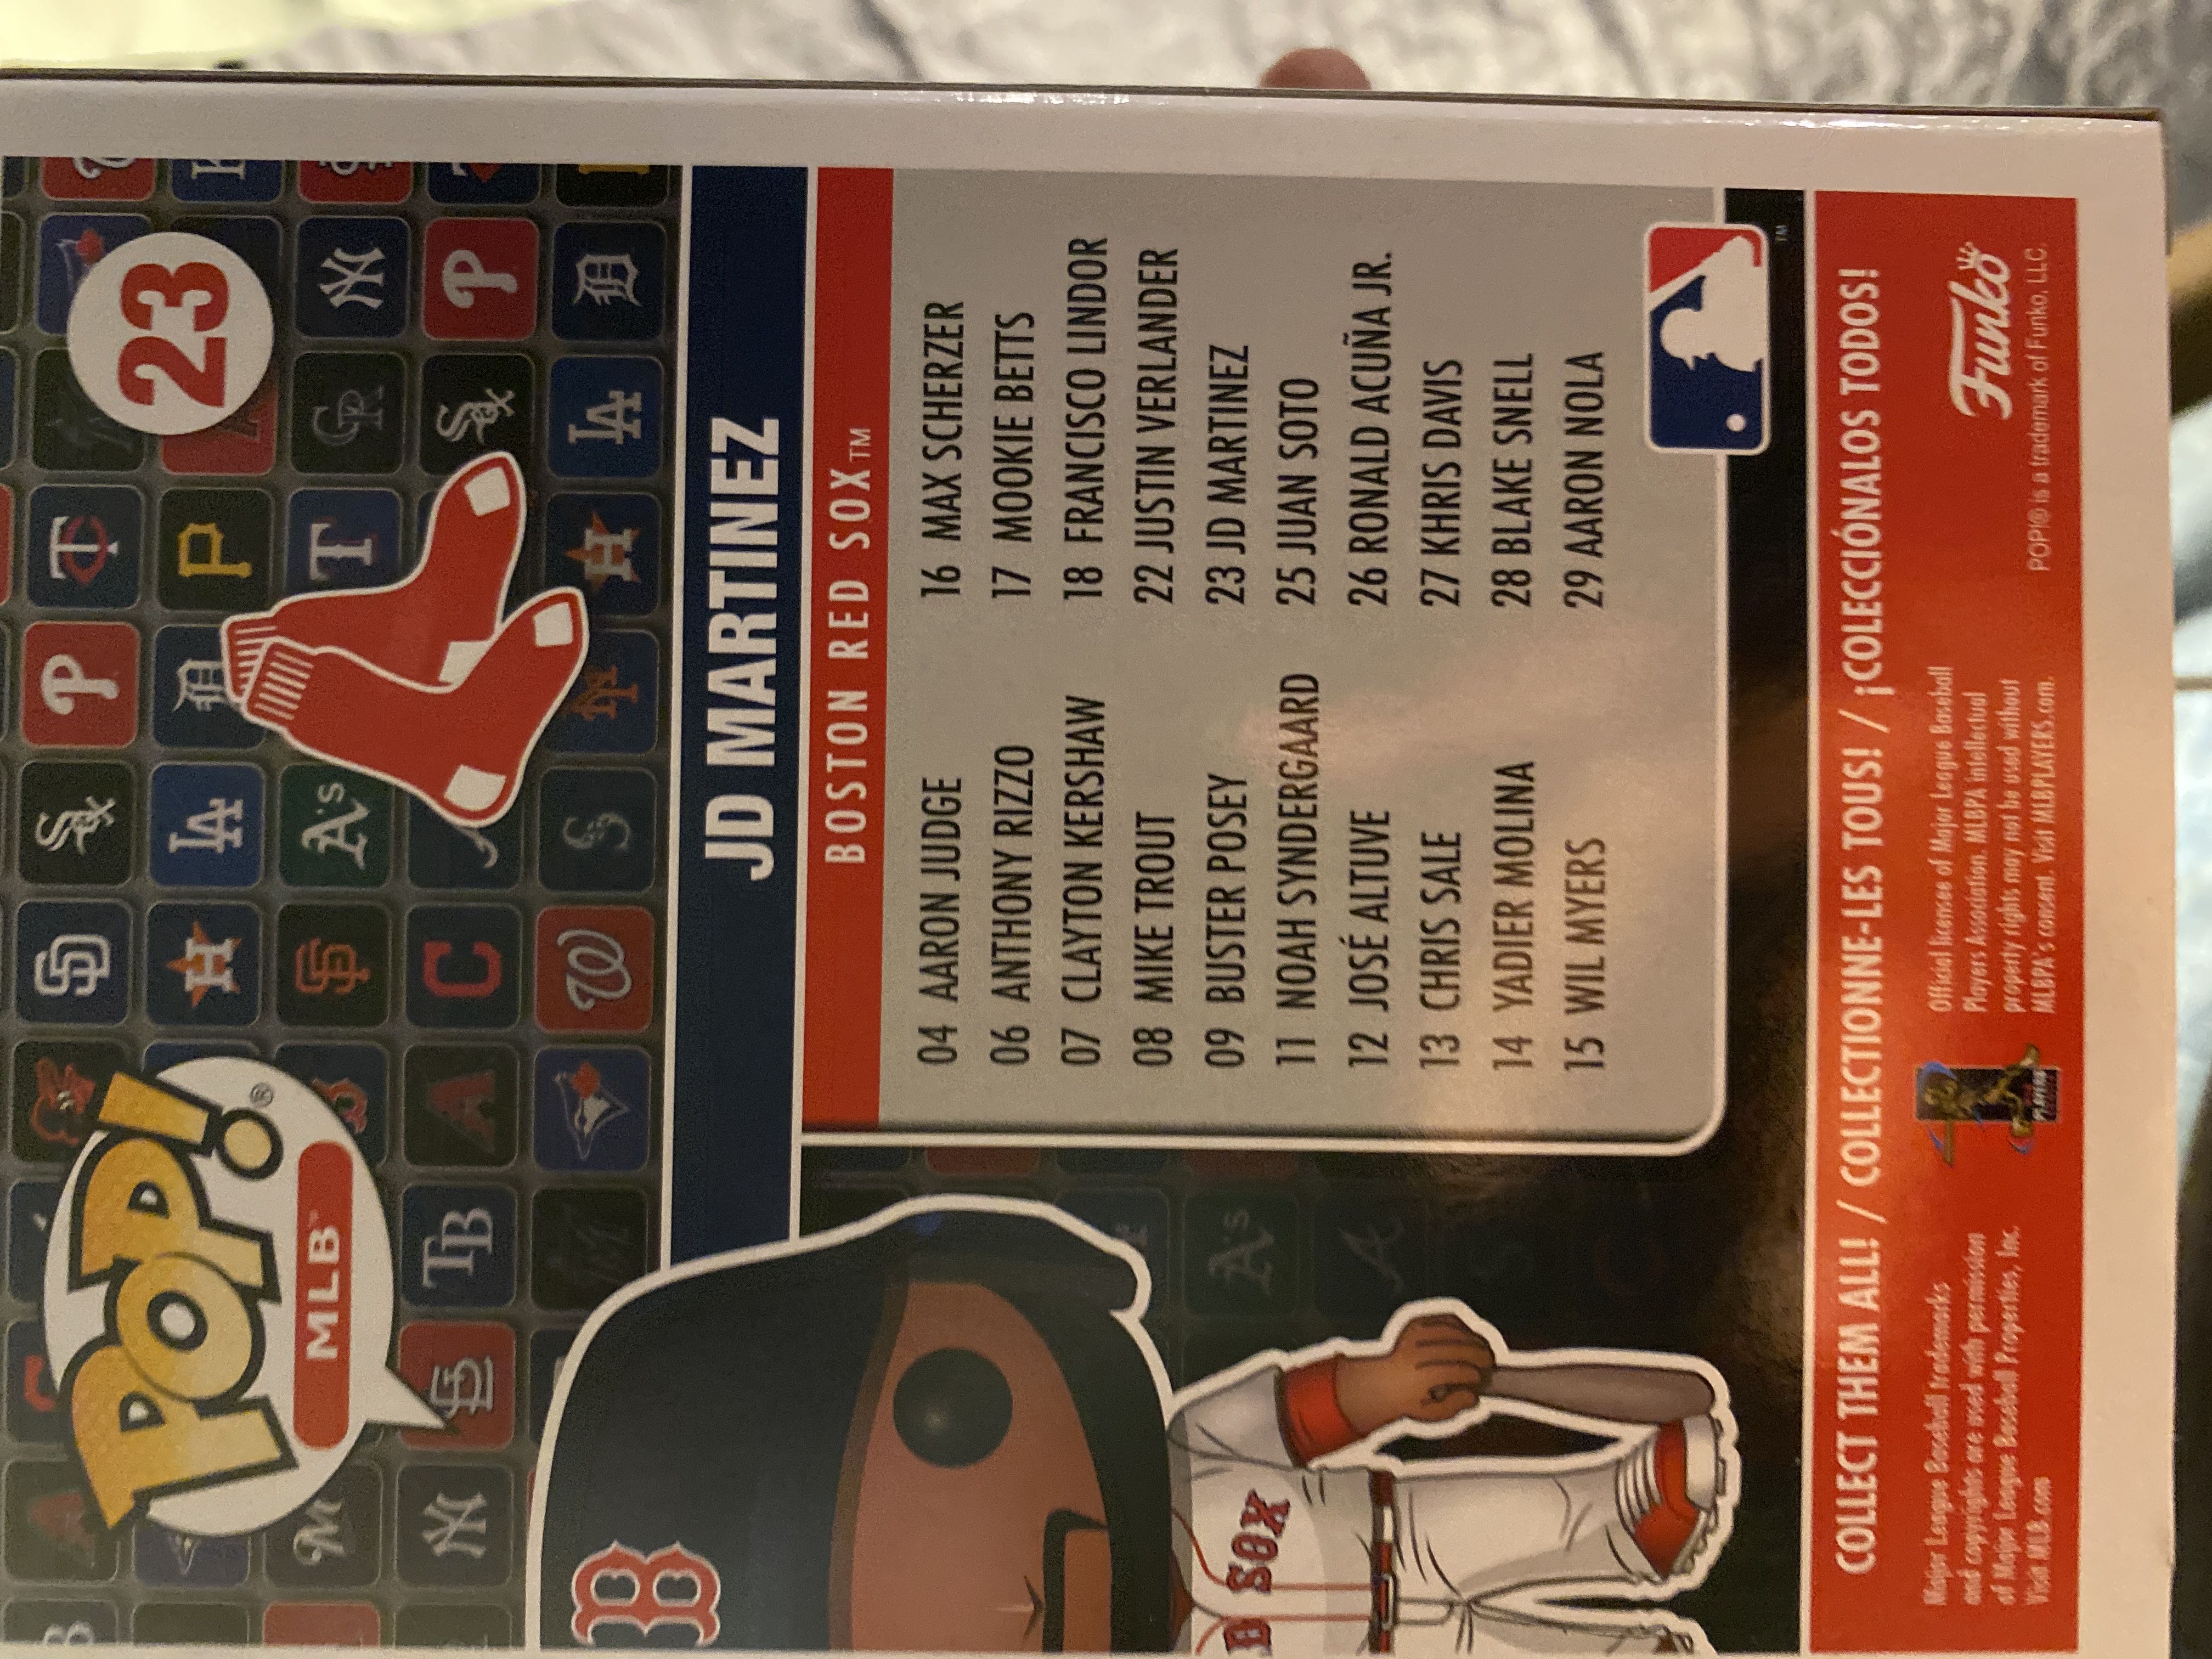 POP!®
MLB™
23
JD MARTINEZ
BOSTON RED SOX™
04 AARON JUDGE
06 ANTHONY RIZZO
07 CLAYTON KERSHAW
08 MIKE TROUT
09 BUSTER POSEY
11 NOAH SYNDERGAARD
12 JOSÉ ALTUVE
13 CHRIS SALE
14 YADIER MOLINA
15 WIL MYERS
16 MAX SCHERZER
17 MOOKIE BETTS
18 FRANCISCO LINDOR
22 JUSTIN VERLANDER
23 JD MARTINEZ
25 JUAN SOTO
26 RONALD ACUÑA JR.
27 KHRIS DAVIS
28 BLAKE SNELL
29 AARON NOLA
B
D SOX
TM
COLLECT THEM ALL! / COLLECTIONNE-LES TOUS! / ¡COLECCIÓNALOS TODOS!
Major League Baseball trademarks
and copyrights are used with permission
of Major League Baseball Properties, Inc.
Visit MLB.com
Official licensee of Major League Baseball
Players Association. MLBPA intellectual
property rights may not be used without
MLBPA's consent. Visit MLBPLAYERS.com.
Funko
POP!® is a trademark of Funko, LLC.